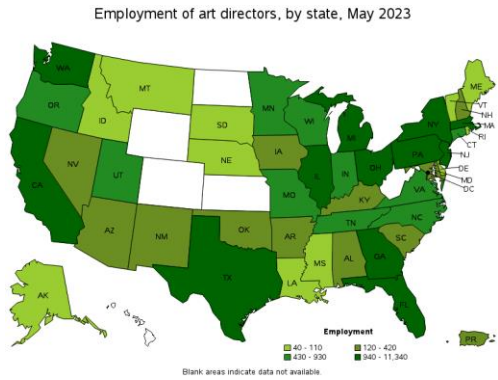 Employment of art directors, by state, May 2023
WA
MT
ME
OR
MN
VT
ID
SD
WI
NH
MI
NY
MA
RI
CT
NE
IA
PA
NJ
NV
UT
IL
IN
OH
DE
MD
DC
CA
MO
KY
VA
AZ
NM
OK
AR
TN
NC
SC
MS
AL
GA
TX
LA
AK
FL
PR
Employment
40 - 110
120 - 420
430 - 930
940 - 11,340
Blank areas indicate data not available.